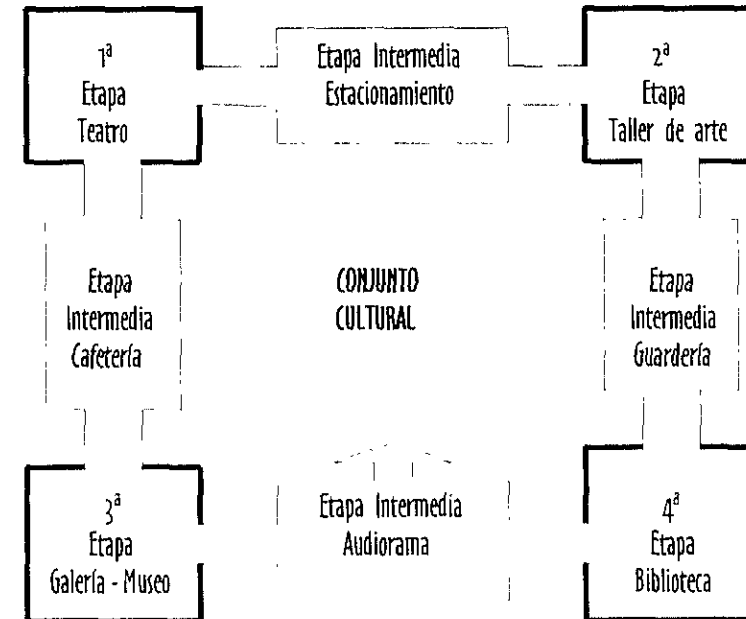 1ª
Etapa
Teatro
Etapa Intermedia
Estacionamiento
2ª
Etapa
Taller de arte
Etapa
Intermedia
Cafetería
CONJUNTO
CULTURAL
Etapa
Intermedia
Guardería
3ª
Etapa
Galería - Museo
Etapa Intermedia
Audiorama
4ª
Etapa
Biblioteca